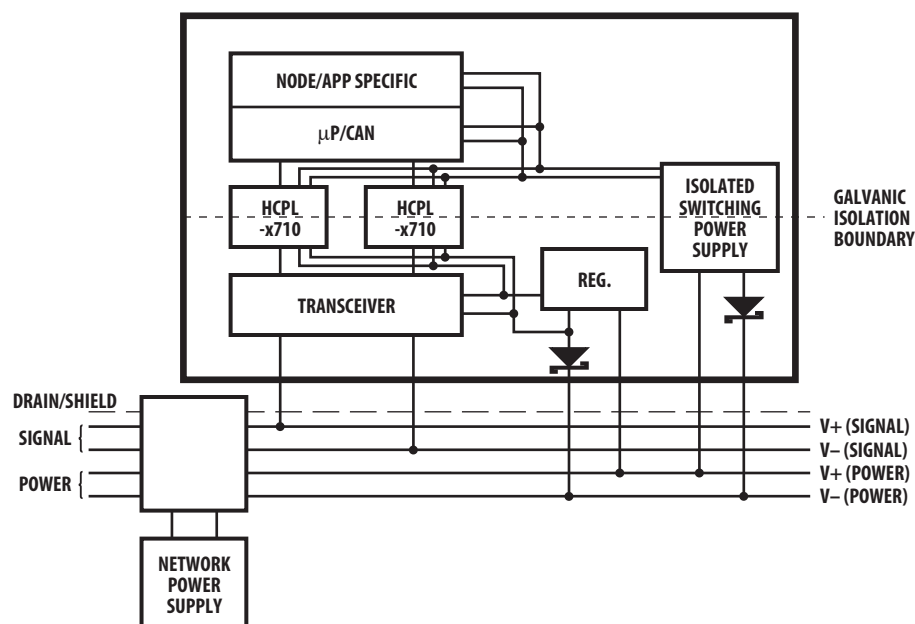 NODE/APP SPECIFIC
μP/CAN
HCPL
-x710
HCPL
-x710
ISOLATED
SWITCHING
POWER
SUPPLY
GALVANIC
ISOLATION
BOUNDARY
REG.
TRANSCEIVER
DRAIN/SHIELD
SIGNAL
POWER
V+ (SIGNAL)
V– (SIGNAL)
V+ (POWER)
V– (POWER)
NETWORK
POWER
SUPPLY